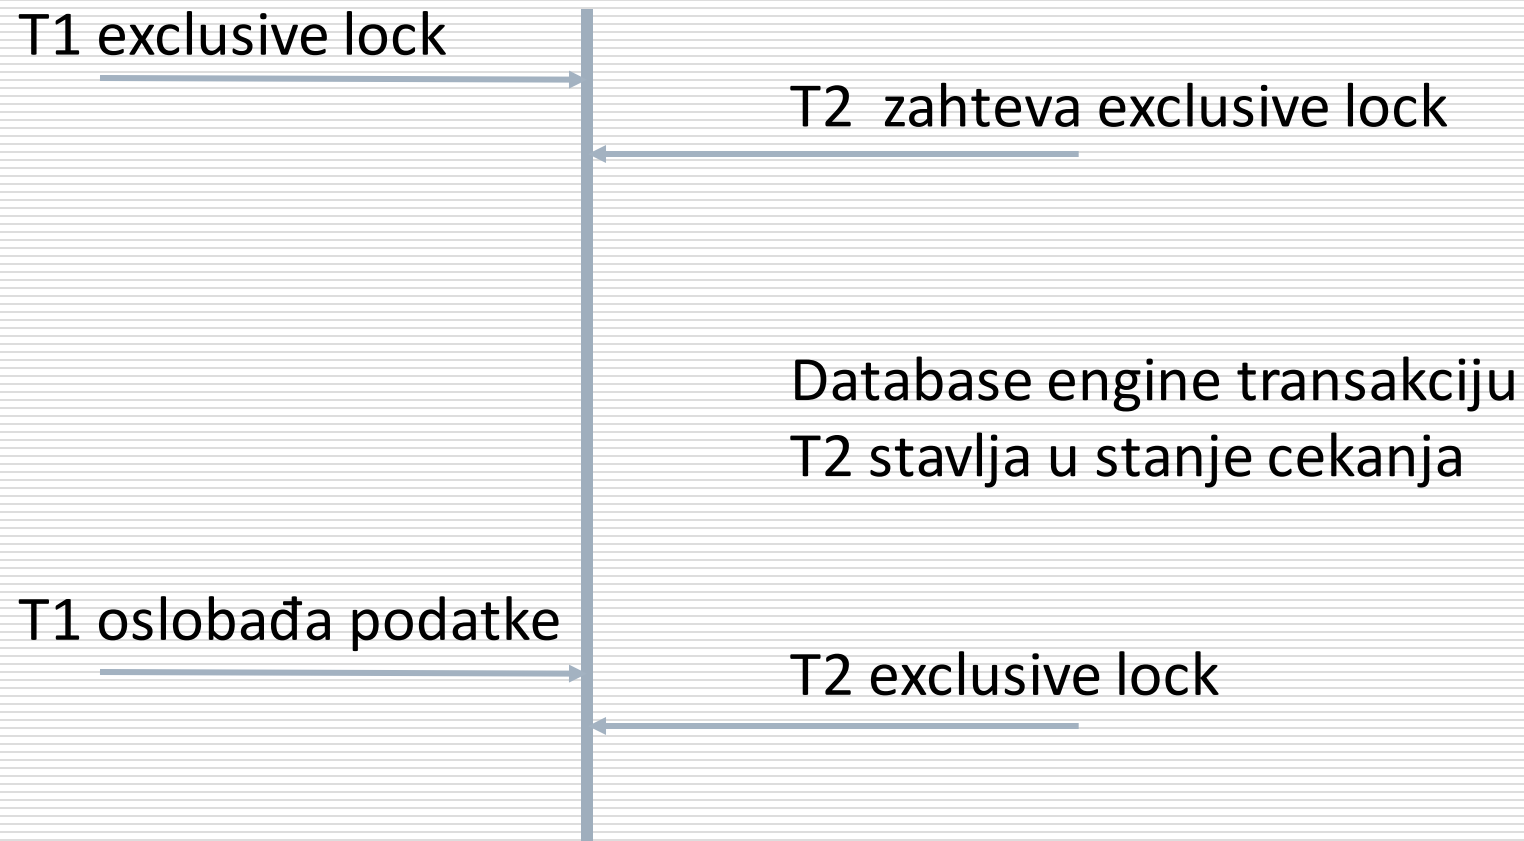 T1 exclusive lock
T2 zahteva exclusive lock
Database engine transakciju
T2 stavlja u stanje cekanja
T1 oslobađa podatke
T2 exclusive lock